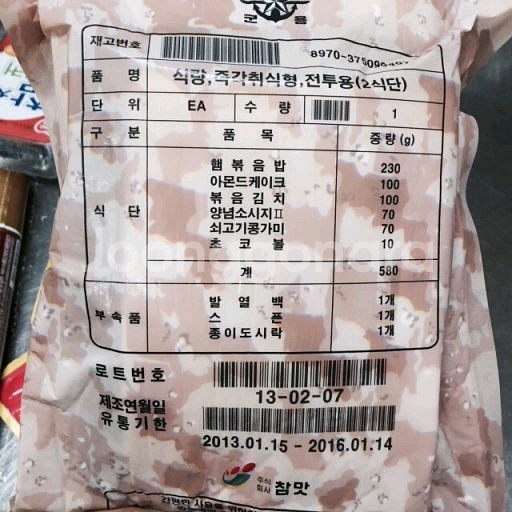 군 용
재고번호
품 명 식량,즉각취식형,전투용(2식단)
단 위 EA 수 량 1
구 분 품 목 중 량 (g)
식 단
햄볶음밥 230
아몬드케이크 100
볶음김치 100
양념소시지Ⅱ 70
쇠고기콩가미 70
초코볼 10
계 580
부속품
발열백 1개
스푼 1개
종이도시락 1개
로트번호
13-02-07
제조연월일
유통기한
2013.01.15 - 2016.01.14
주식
회사 참맛
Joonggonara